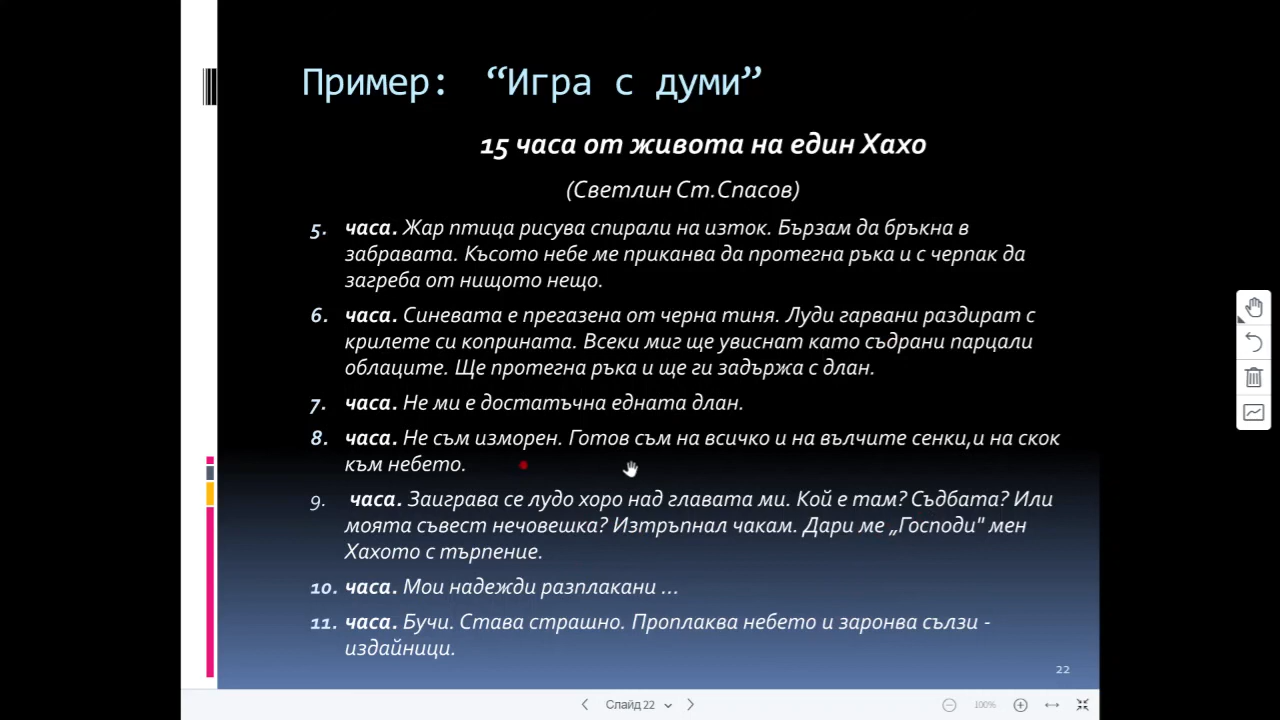 Пример: “Игра с думи”
15 часа от живота на един Хахо
(Светлин Ст.Спасов)
5. часа. Жар птица рисува спирали на изток. Бързам да бръкна в
забравата. Късото небе ме приканва да протегна ръка и с черпак да
загреба от нищото нещо.
6. часа. Синевата е прегазена от черна тиня. Луди гарвани раздират с
крилете си коприната. Всеки миг ще увиснат като съдрани парцали
облаците. Ще протегна ръка и ще ги задържа с длан.
7. часа. Не ми е достатъчна едната длан.
8. часа. Не съм изморен. Готов съм на всичко и на вълчите сенки,и на скок
към небето.
9. часа. Заиграва се лудо хоро над главата ми. Кой е там? Съдбата? Или
моята съвест нечовешка? Изтръпнал чакам. Дари ме „Господи" мен
Хахото с търпение.
10. часа. Мои надежди разплакани ...
11. часа. Бучи. Става страшно. Проплаква небето и заронва сълзи -
издайници.
22
Слайд 22
100%